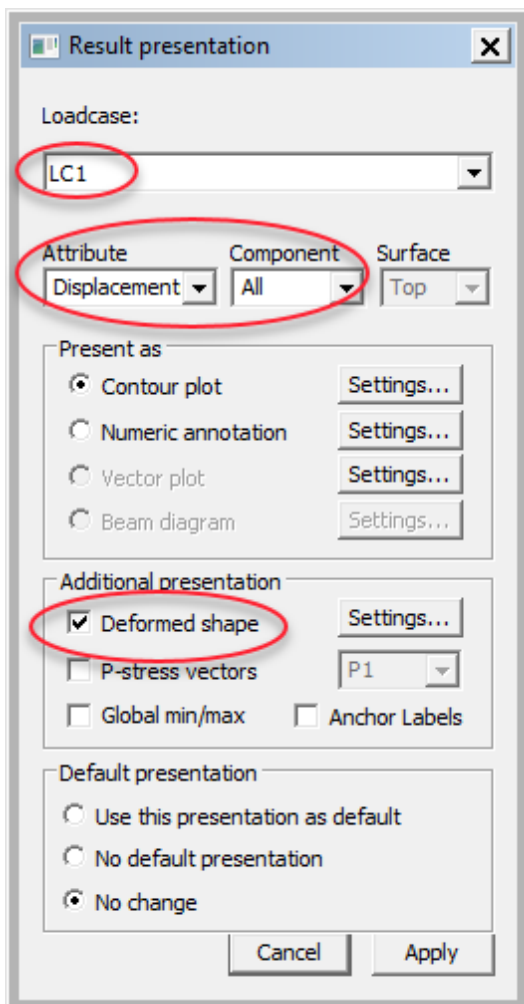 Result presentation
Loadcase:
LC1
Attribute Component Surface
Displacement All Top
Present as
Contour plot Settings...
Numeric annotation Settings...
Vector plot Settings...
Beam diagram Settings...
Additional presentation
Deformed shape Settings...
P-stress vectors P1
Global min/max Anchor Labels
Default presentation
Use this presentation as default
No default presentation
No change
Cancel Apply